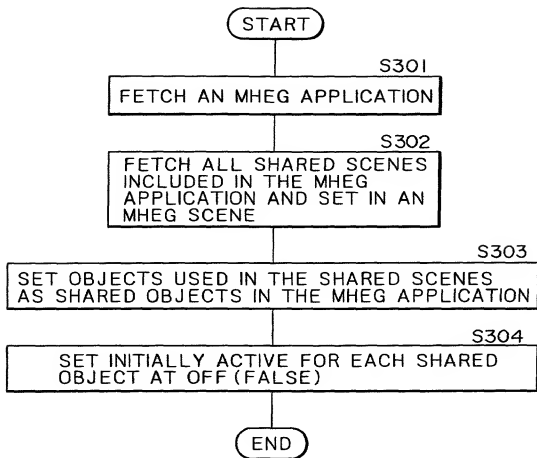 START
S301
FETCH AN MHEG APPLICATION
S302
FETCH ALL SHARED SCENES
INCLUDED IN THE MHEG
APPLICATION AND SET IN AN
MHEG SCENE
S303
SET OBJECTS USED IN THE SHARED SCENES
AS SHARED OBJECTS IN THE MHEG APPLICATION
S304
SET INITIALLY ACTIVE FOR EACH SHARED
OBJECT AT OFF (FALSE)
END